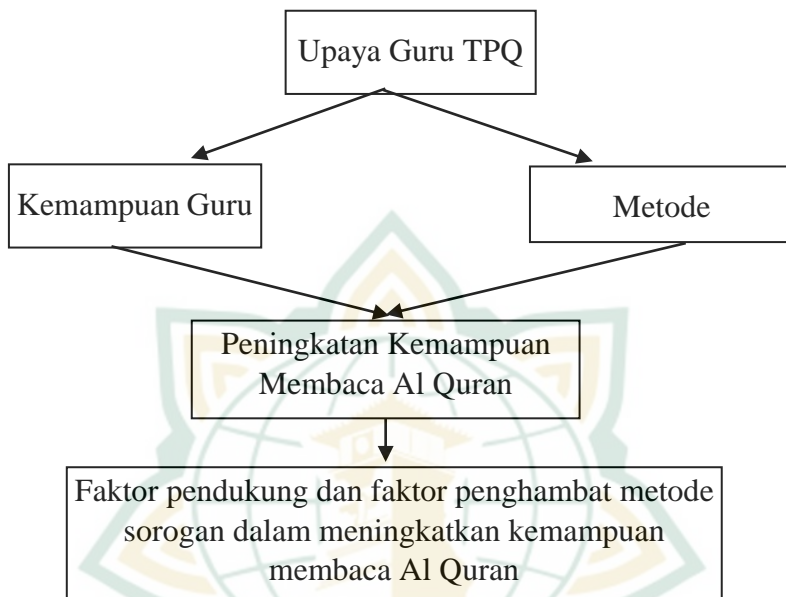 Upaya Guru TPQ
Kemampuan Guru
Metode
Peningkatan Kemampuan
Membaca Al Quran
Faktor pendukung dan faktor penghambat metode
sorogan dalam meningkatkan kemampuan
membaca Al Quran